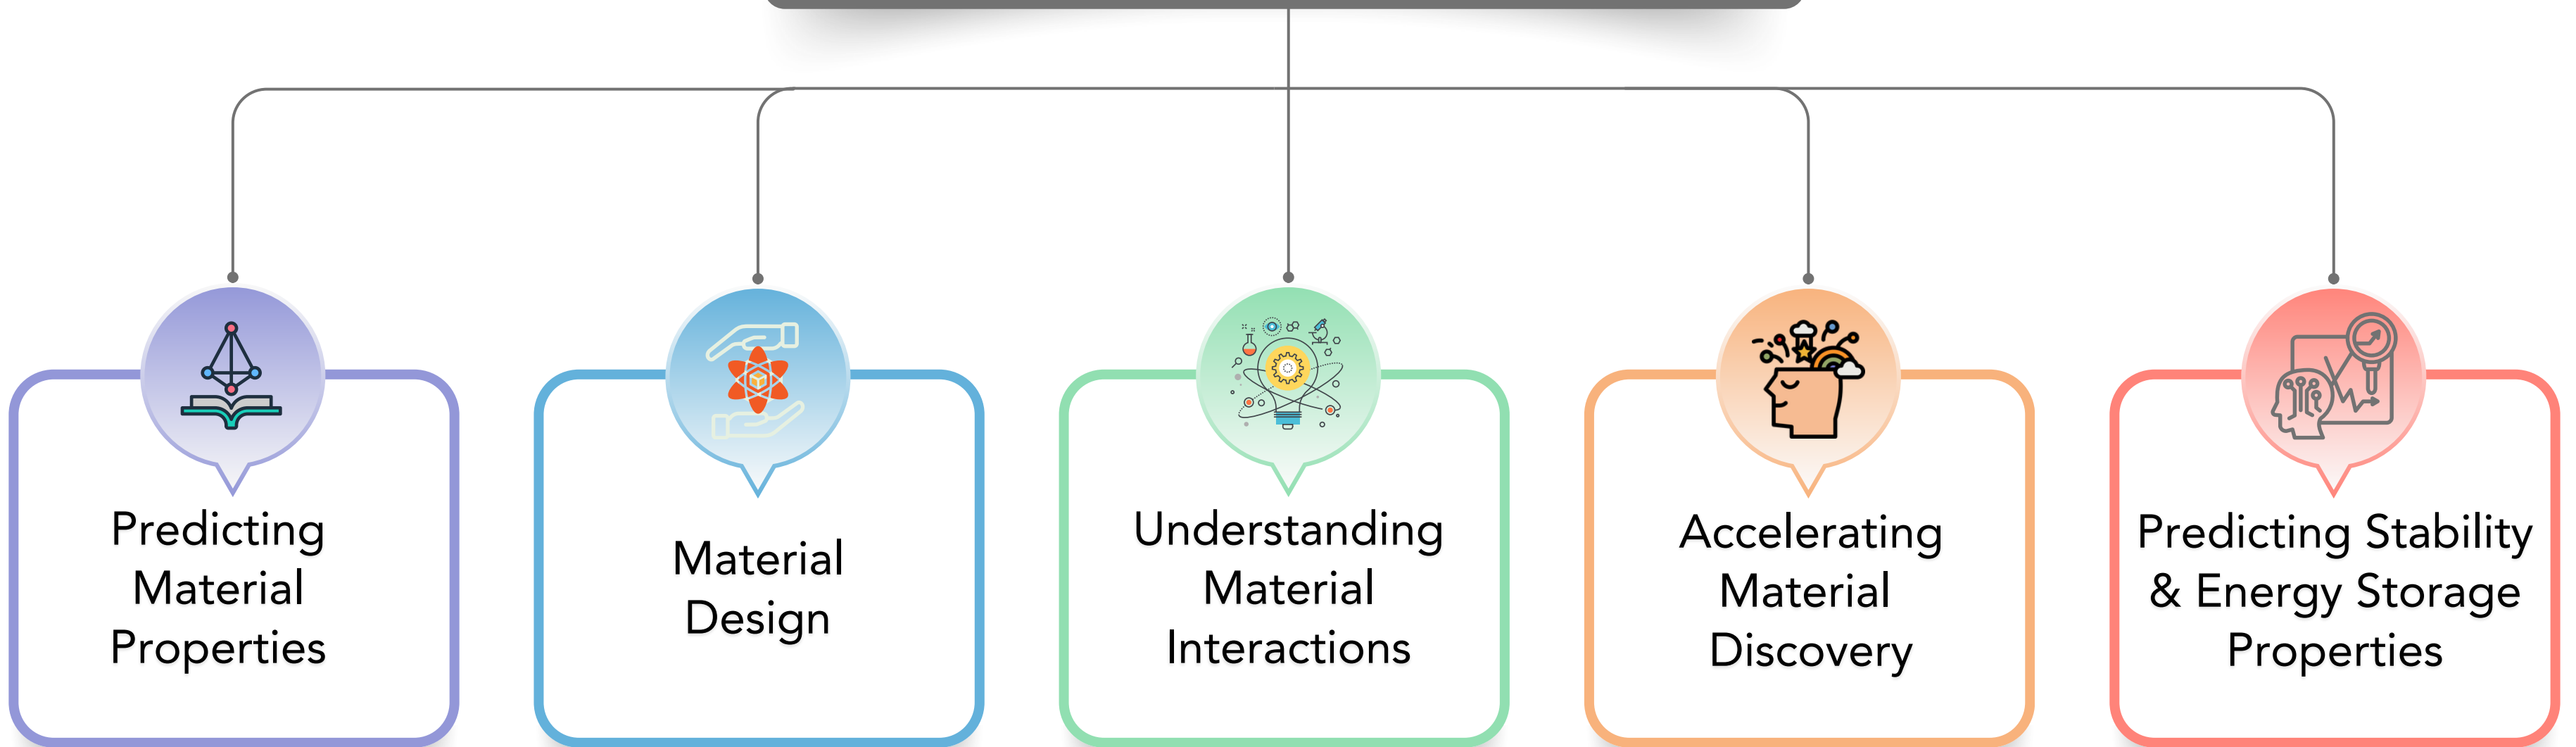 Predicting
Material
Properties
Material
Design
Understanding
Material
Interactions
Accelerating
Material
Discovery
Predicting Stability
& Energy Storage
Properties